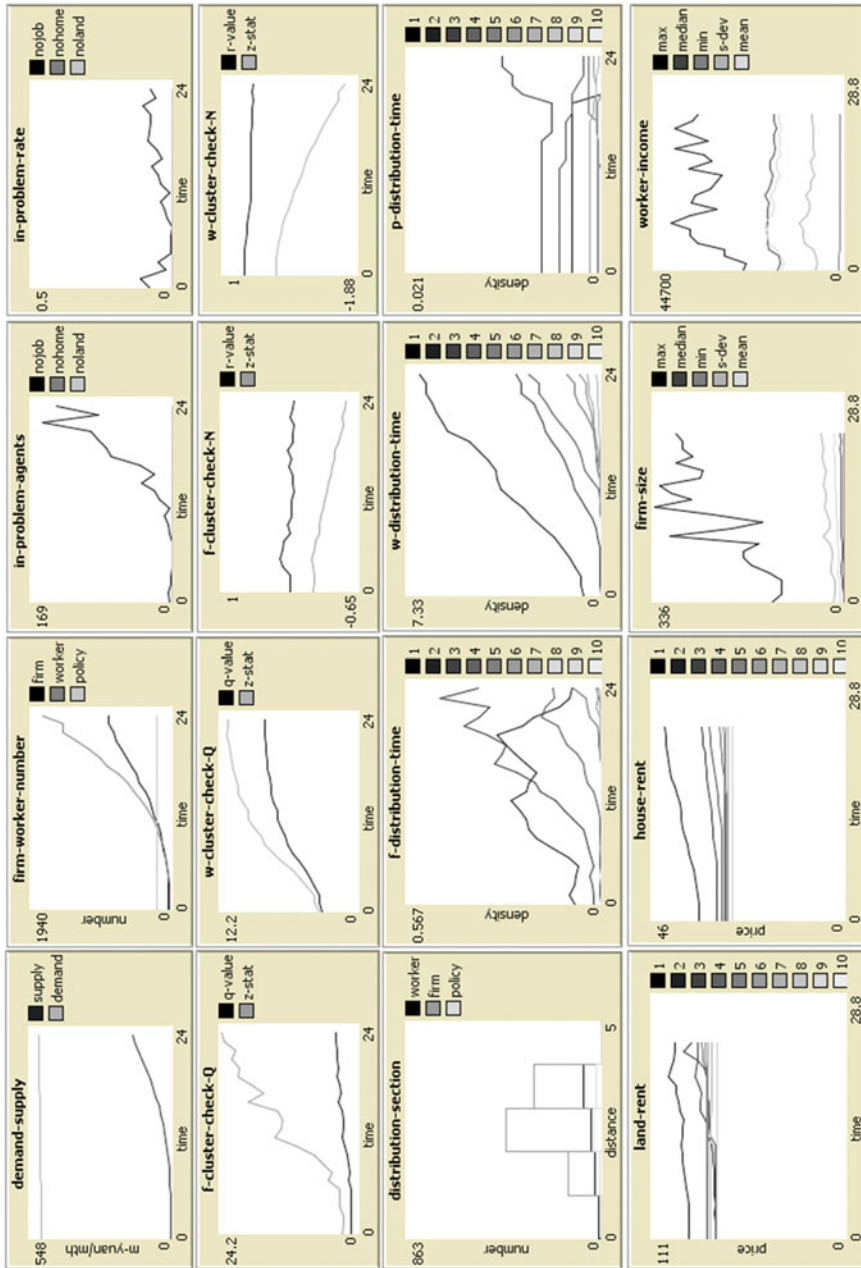 demand-supply
548
m-yuan/mth
0
0
time
24
supply
demand
firm-worker-number
1940
number
0
0
time
24
firm
worker
policy
in-problem-agents
169
0
0
time
24
nojob
nohome
noland
in-problem-rate
0.5
0
0
time
24
nojob
nohome
noland
f-cluster-check-Q
24.2
0
0
time
24
q-value
z-stat
w-cluster-check-Q
12.2
0
0
time
24
q-value
z-stat
f-cluster-check-N
1
-0.65
0
time
24
r-value
z-stat
w-cluster-check-N
1
-1.88
0
time
24
r-value
z-stat
distribution-section
863
number
0
0
distance
5
worker
firm
policy
f-distribution-time
0.567
density
0
0
time
24
1
2
3
4
5
6
7
8
9
10
w-distribution-time
7.33
density
0
0
time
24
1
2
3
4
5
6
7
8
9
10
p-distribution-time
0.021
density
0
0
time
24
1
2
3
4
5
6
7
8
9
10
land-rent
111
price
0
0
time
28.8
1
2
3
4
5
6
7
8
9
10
house-rent
46
price
0
0
time
28.8
1
2
3
4
5
6
7
8
9
10
firm-size
336
0
0
time
28.8
max
median
min
s-dev
mean
worker-income
44700
0
0
time
28.8
max
median
min
s-dev
mean